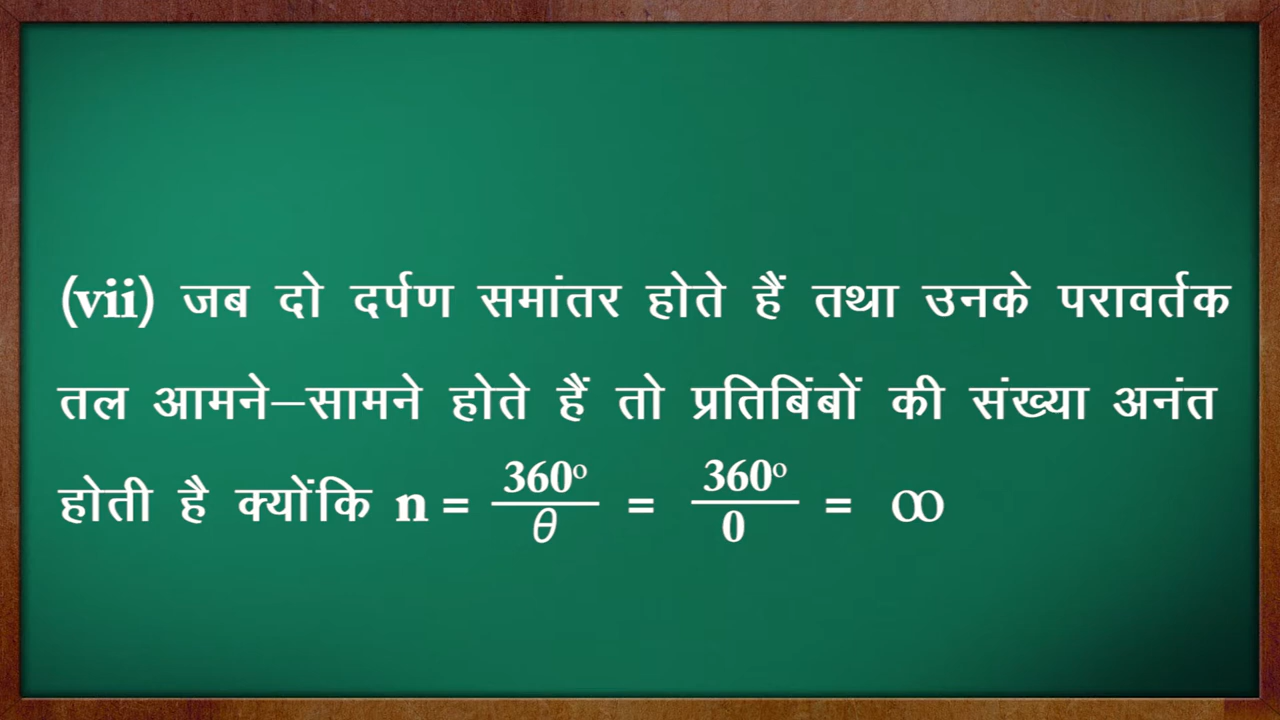 (vii) जब दो दर्पण समांतर होते हैं तथा उनके परावर्तक
तल आमने–सामने होते हैं तो प्रतिबिंबों की संख्या अनंत
होती है क्योंकि n = 360°/θ = 360°/0 = ∞